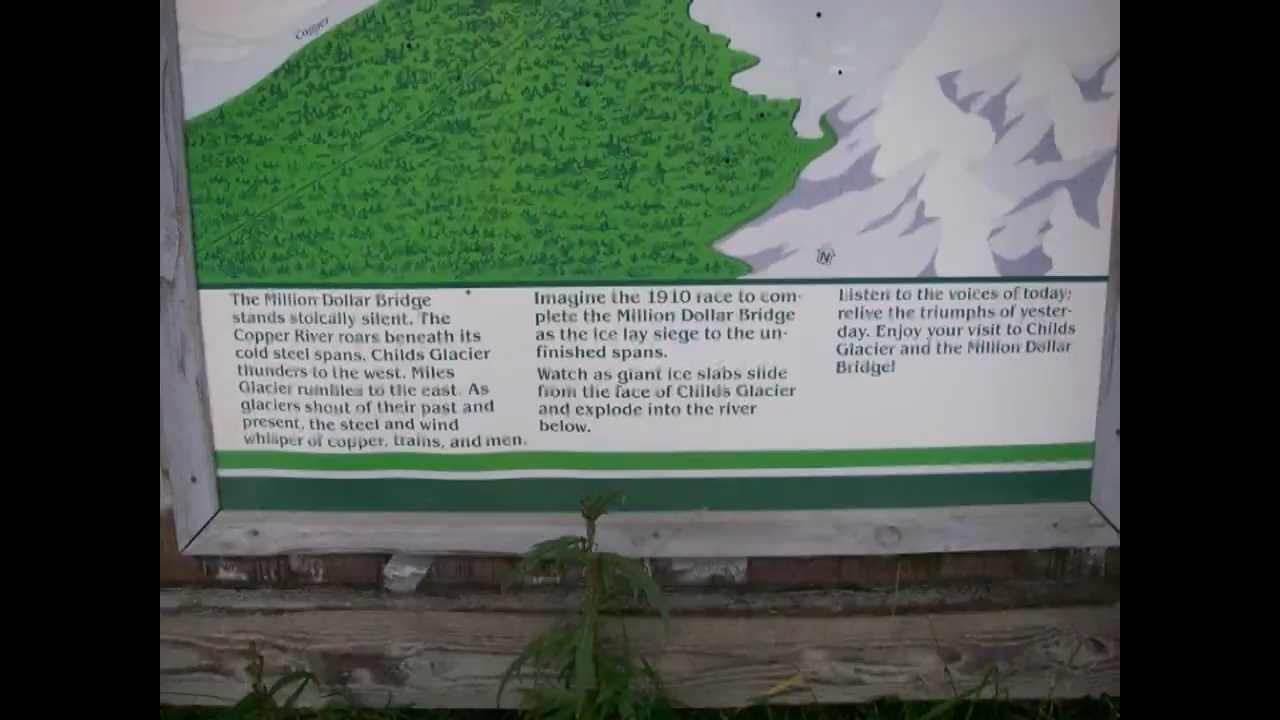 Copper
N
The Million Dollar Bridge
stands stoically silent. The
Copper River roars beneath its
cold steel spans. Childs Glacier
thunders to the west. Miles
Glacier rumbles to the east. As
glaciers shout of their past and
present, the steel and wind
whisper of copper, trains, and men.
Imagine the 1910 race to com-
plete the Million Dollar Bridge
as the ice lay siege to the un-
finished spans.
Watch as giant ice slabs slide
from the face of Childs Glacier
and explode into the river
below.
Listen to the voices of today;
relive the triumphs of yester-
day. Enjoy your visit to Childs
Glacier and the Million Dollar
Bridge!